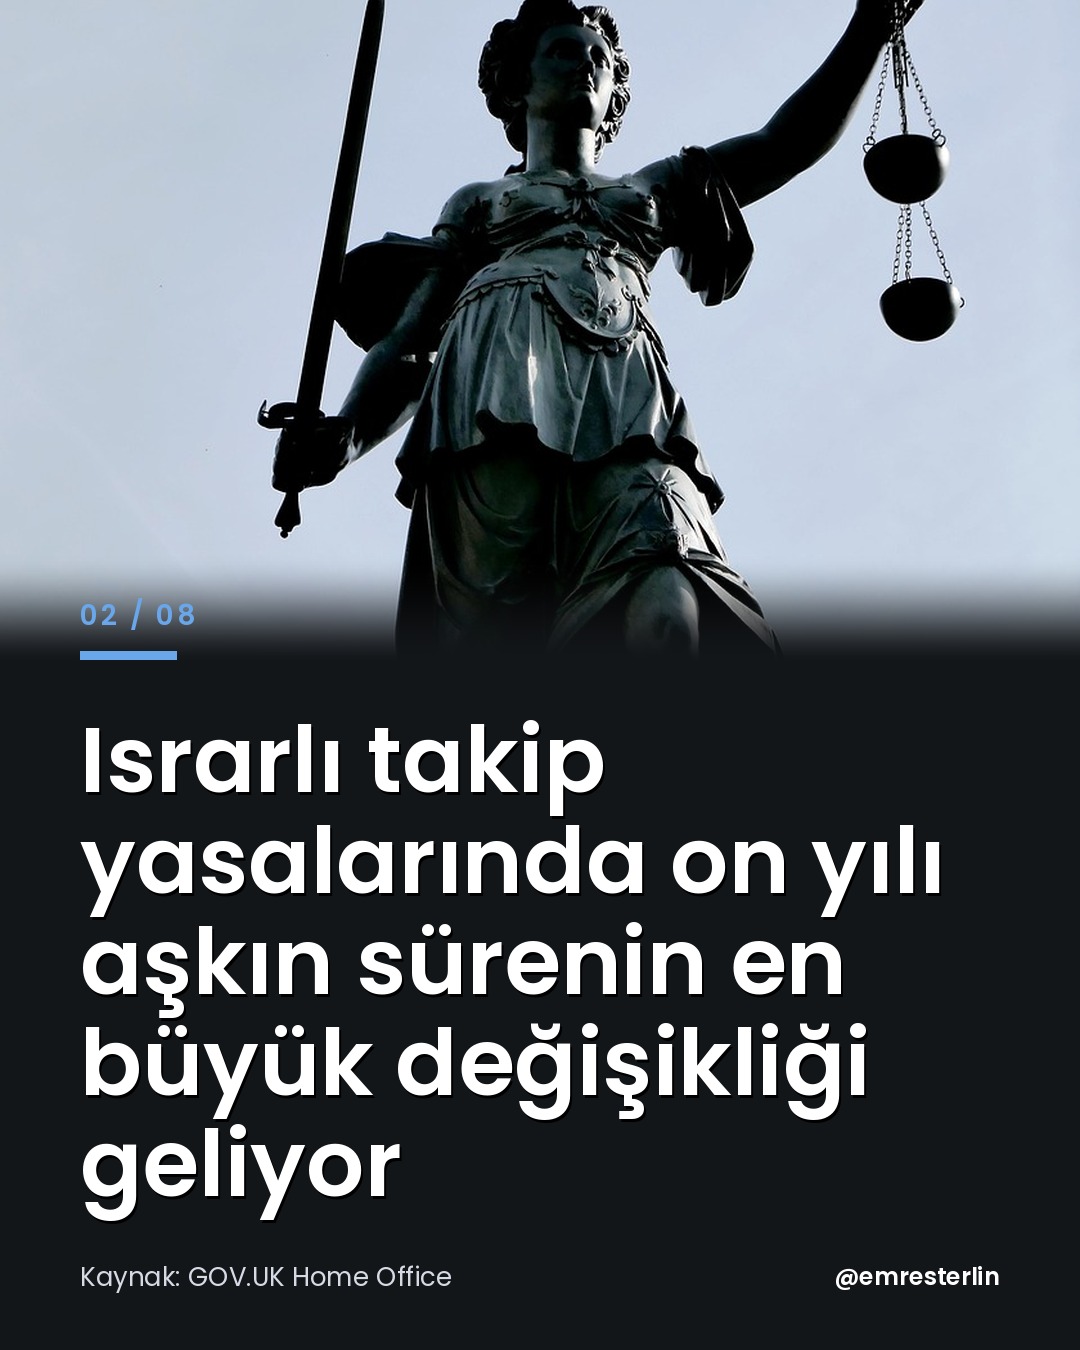 02 / 08
Israrlı takip
yasalarında on yılı
aşkın sürenin en
büyük değişikliği
geliyor
Kaynak: GOV.UK Home Office
@emresterlin